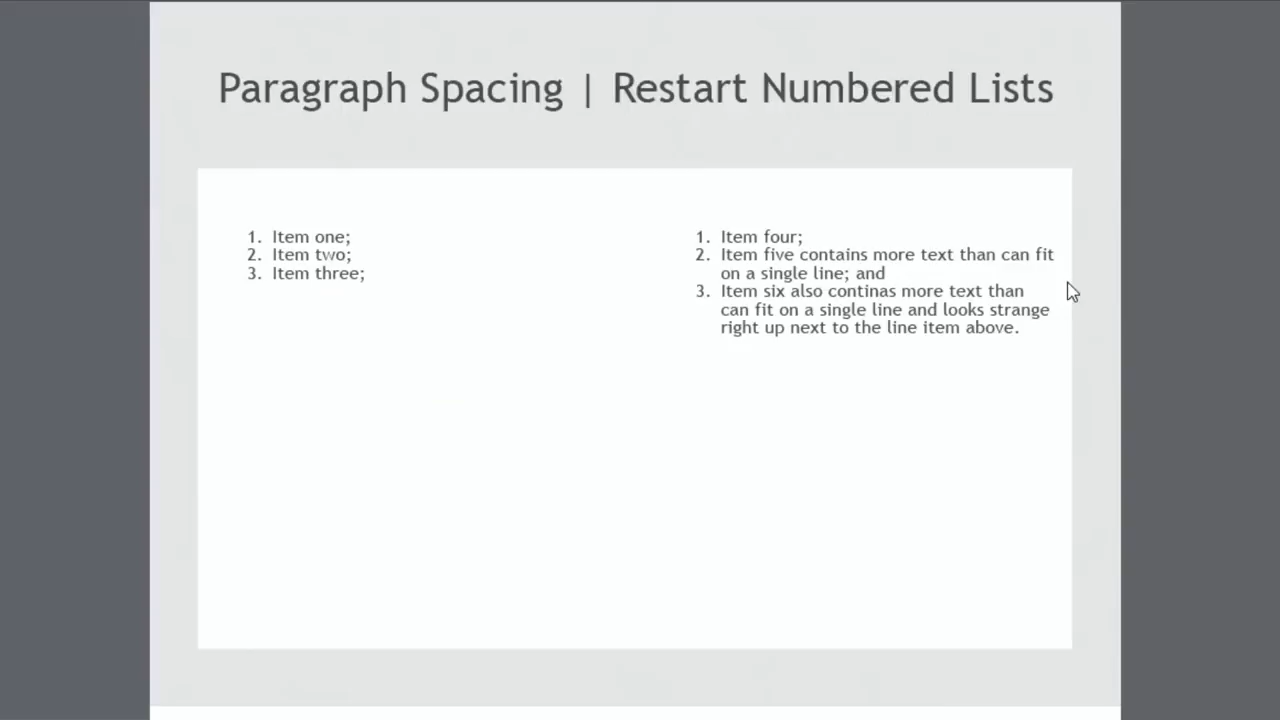 Paragraph Spacing | Restart Numbered Lists
1. Item one;
2. Item two;
3. Item three;
1. Item four;
2. Item five contains more text than can fit
on a single line; and
3. Item six also continas more text than
can fit on a single line and looks strange
right up next to the line item above.